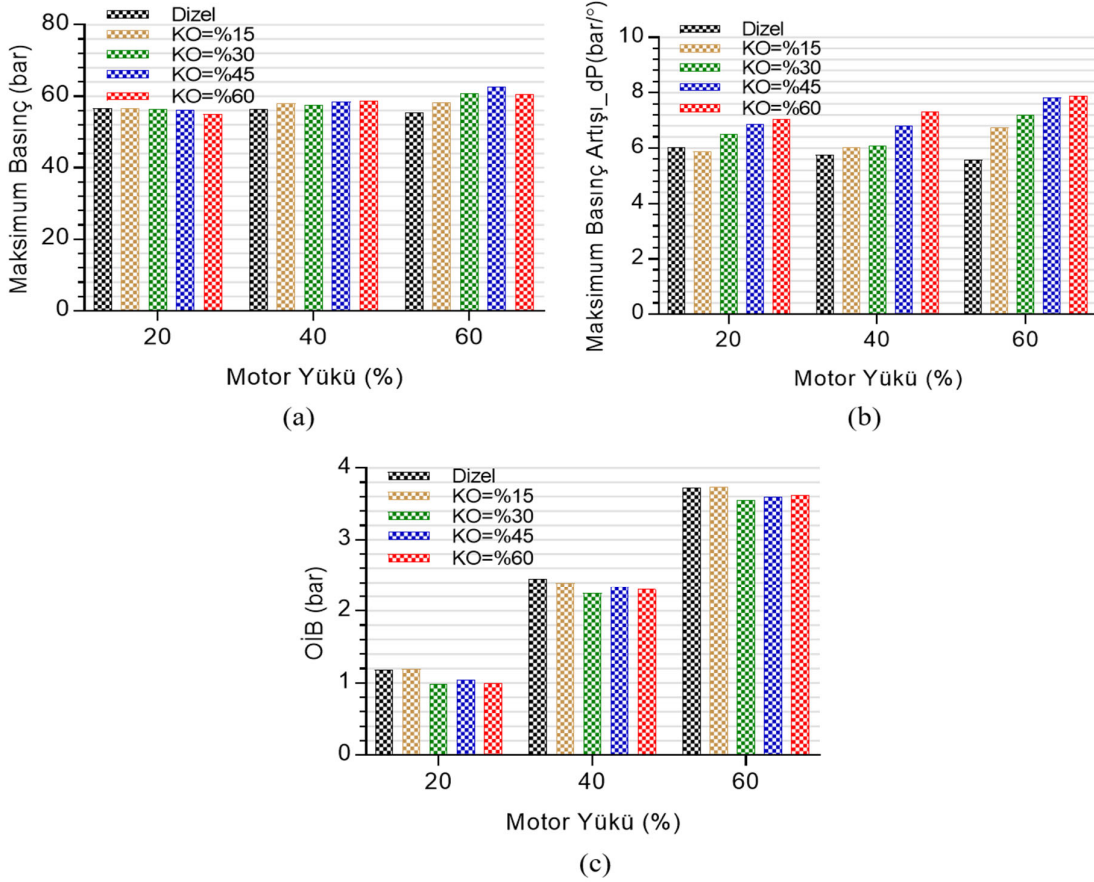 Maksimum Basınç (bar)
80
60
40
20
0
Dizel
KO=%15
KO=%30
KO=%45
KO=%60
20
40
60
Motor Yükü (%)
(a)
Maksimum Basınç Artışı_dP(bar/°)
10
8
6
4
2
0
Dizel
KO=%15
KO=%30
KO=%45
KO=%60
20
40
60
Motor Yükü (%)
(b)
OİB (bar)
4
3
2
1
0
Dizel
KO=%15
KO=%30
KO=%45
KO=%60
20
40
60
Motor Yükü (%)
(c)